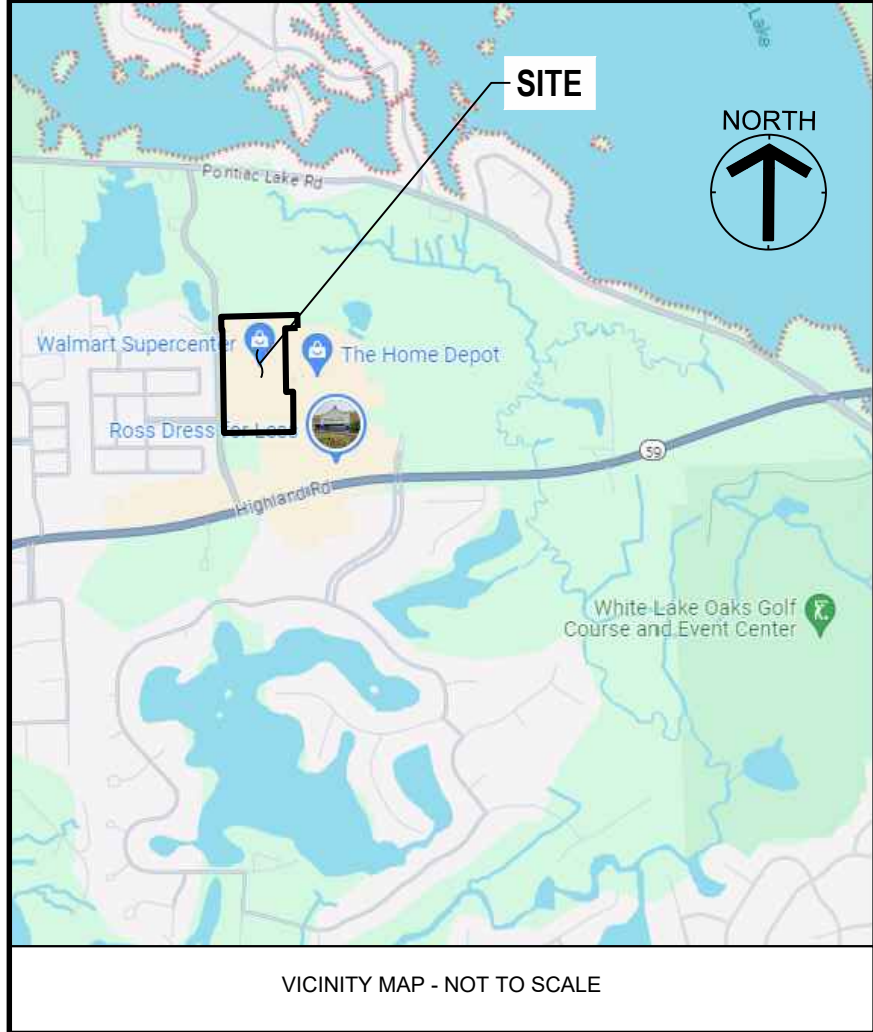 Lake
SITE
NORTH
Pontiac Lake Rd
Walmart Supercenter
The Home Depot
Ross Dress for Less
59
Highland Rd
White Lake Oaks Golf
Course and Event Center
VICINITY MAP - NOT TO SCALE